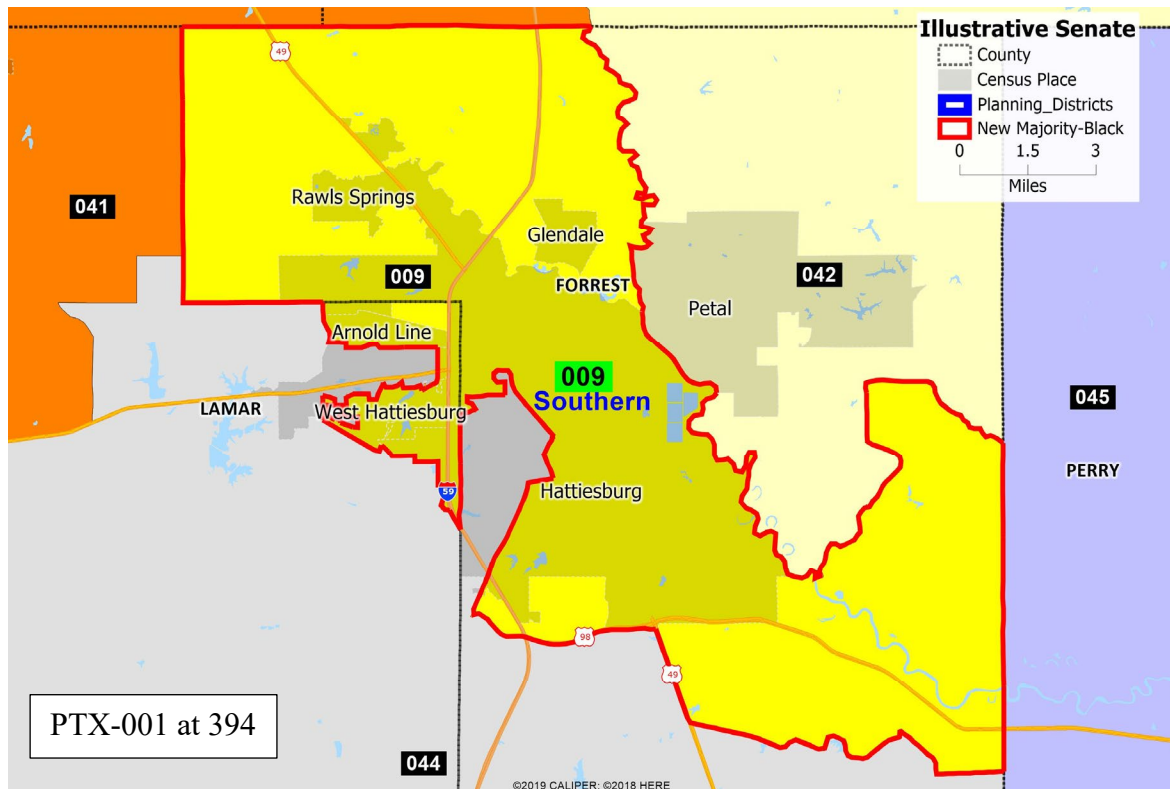 Illustrative Senate
County
Census Place
Planning_Districts
New Majority-Black
0 1.5 3
Miles
49
041
Rawls Springs
Glendale
009
FORREST
042
Petal
Arnold Line
009
Southern
LAMAR
West Hattiesburg
045
PERRY
59
Hattiesburg
98
49
PTX-001 at 394
044
©2019 CALIPER; ©2018 HERE